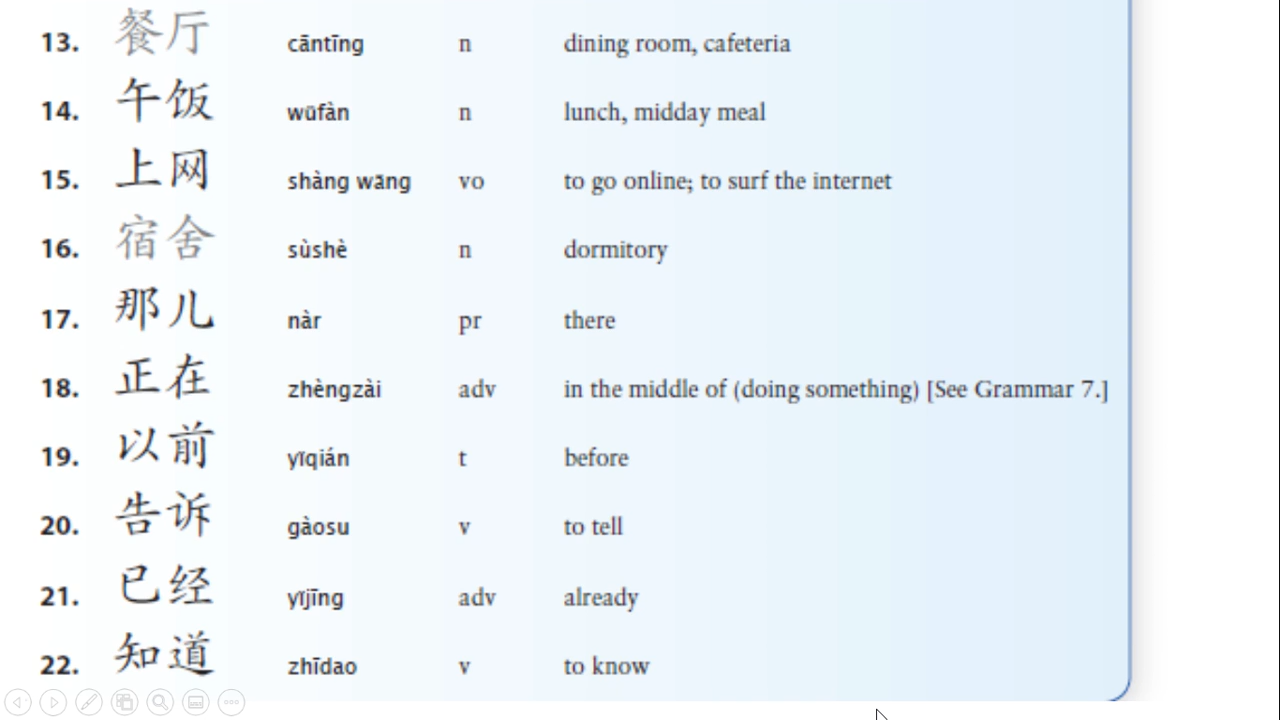 13. 餐厅 cāntīng n dining room, cafeteria
14. 午饭 wǔfàn n lunch, midday meal
15. 上网 shàng wǎng vo to go online; to surf the internet
16. 宿舍 sùshè n dormitory
17. 那儿 nàr pr there
18. 正在 zhèngzài adv in the middle of (doing something) [See Grammar 7.]
19. 以前 yǐqián t before
20. 告诉 gàosu v to tell
21. 已经 yǐjīng adv already
22. 知道 zhīdao v to know